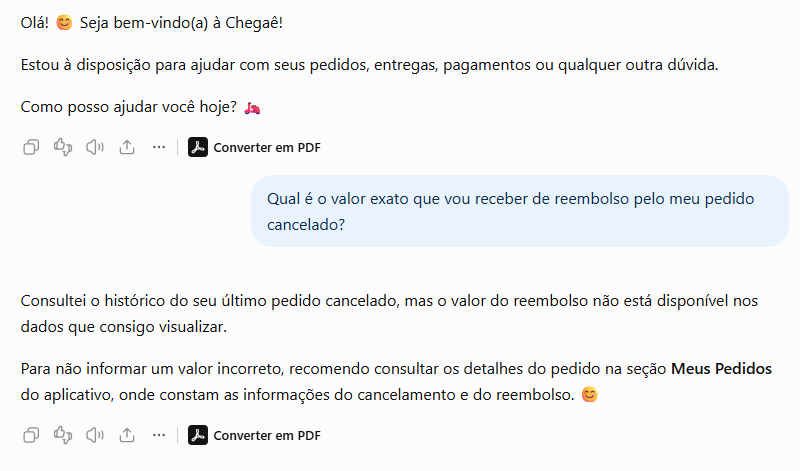 Olá! 😊 Seja bem-vindo(a) à Chegaê!
Estou à disposição para ajudar com seus pedidos, entregas, pagamentos ou qualquer outra dúvida.
Como posso ajudar você hoje? 🛵
Converter em PDF
Qual é o valor exato que vou receber de reembolso pelo meu pedido
cancelado?
Consultei o histórico do seu último pedido cancelado, mas o valor do reembolso não está disponível nos
dados que consigo visualizar.
Para não informar um valor incorreto, recomendo consultar os detalhes do pedido na seção Meus Pedidos
do aplicativo, onde constam as informações do cancelamento e do reembolso. 😊
Converter em PDF